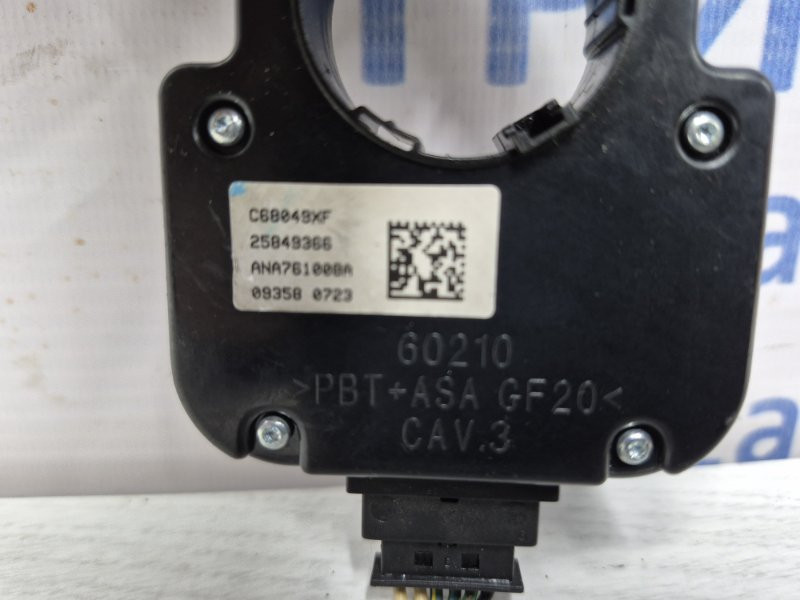 C68049XF
25849366
ANA761008A
09358 0723
60210
>PBT+ASA GF20<
CAV.3